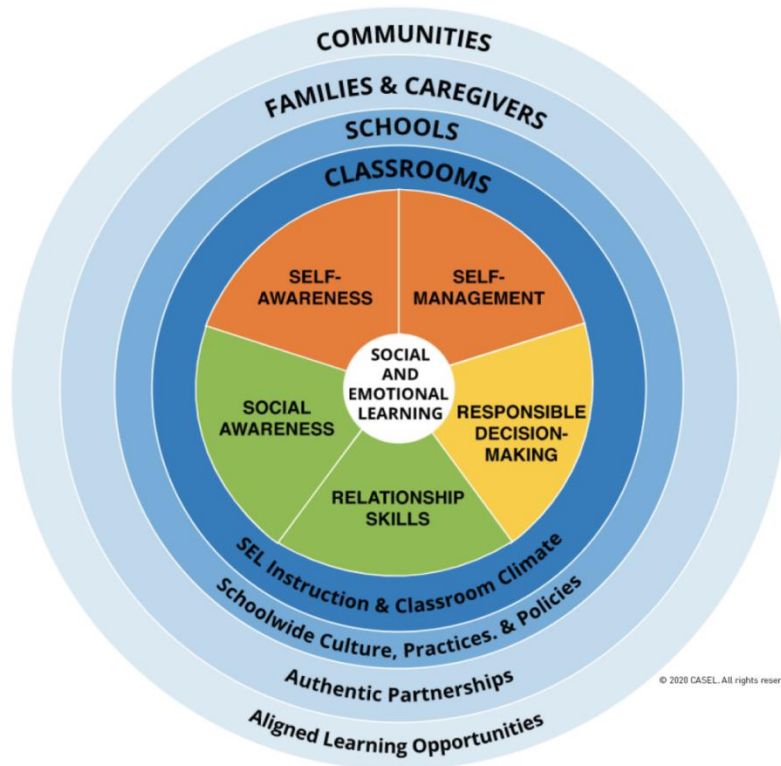 COMMUNITIES
FAMILIES & CAREGIVERS
SCHOOLS
CLASSROOMS
SELF-
AWARENESS
SELF-
MANAGEMENT
SOCIAL
AND
EMOTIONAL
LEARNING
SOCIAL
AWARENESS
RESPONSIBLE
DECISION-
MAKING
RELATIONSHIP
SKILLS
SEL Instruction & Classroom Climate
Schoolwide Culture, Practices. & Policies
Authentic Partnerships
Aligned Learning Opportunities
© 2020 CASEL. All rights reser